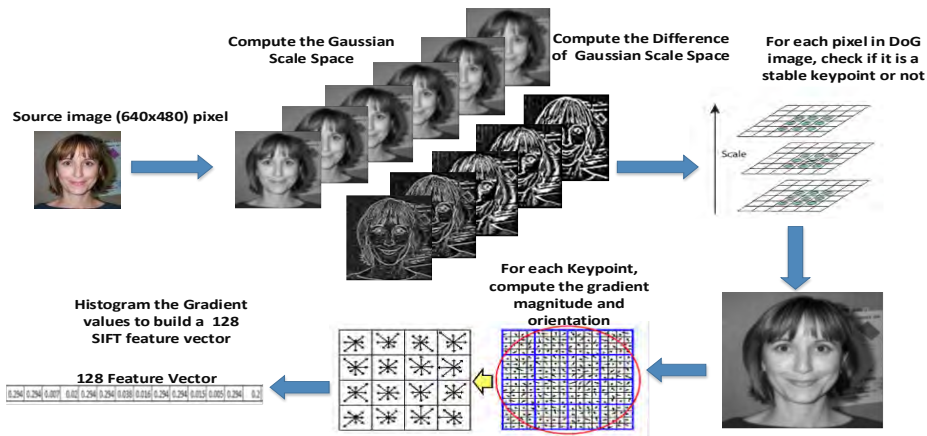 Compute the Gaussian
Scale Space
Compute the Difference
of Gaussian Scale Space
For each pixel in DoG
image, check if it is a
stable keypoint or not
Source image (640x480) pixel
Scale
For each Keypoint,
compute the gradient
magnitude and
orientation
Histogram the Gradient
values to build a 128
SIFT feature vector
128 Feature Vector
0.294 0.294 0.007 0.02 0.294 0.294 0.038 0.016 0.294 0.294 0.015 0.005 0.294 0.2